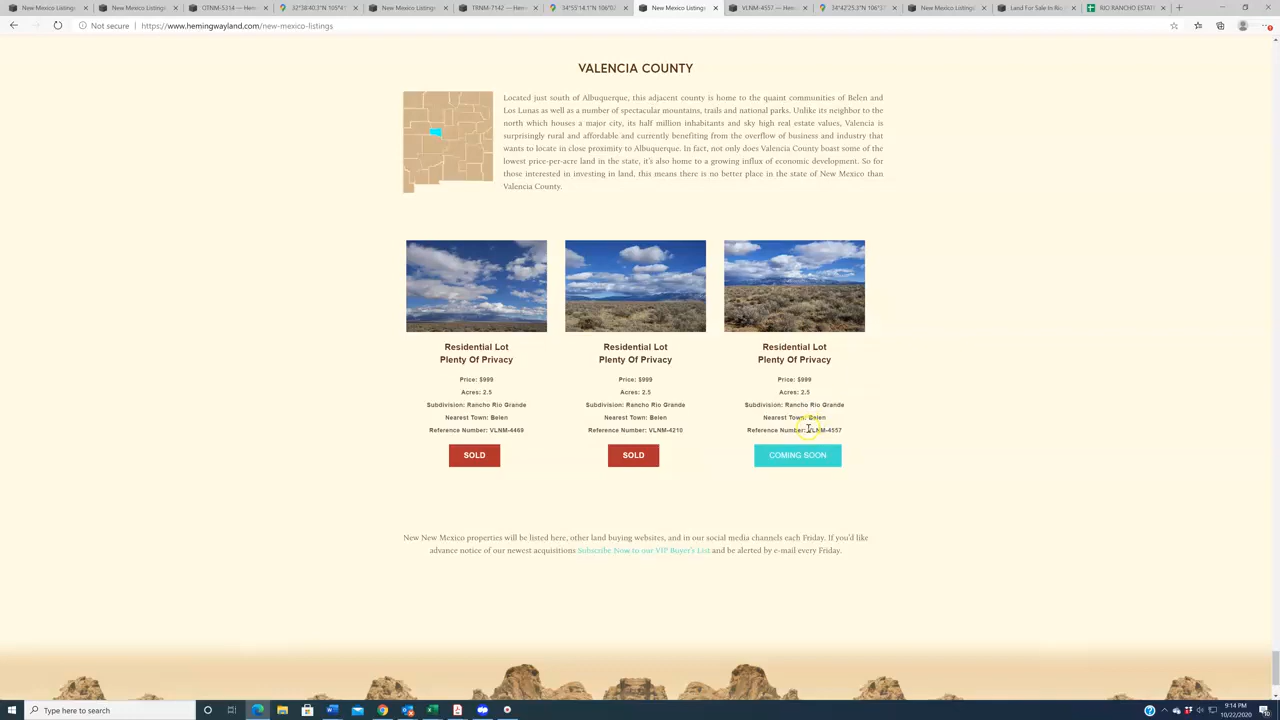 New Mexico Listings
New Mexico Listings
OTNM-5314 — Hem
32°38'40.3"N 105°4
New Mexico Listings
TRNM-7142 — Hem
34°55'14.1"N 106°0
New Mexico Listings
VLNM-4557 — Hem
34°42'25.3"N 106°3
New Mexico Listings
Land For Sale In Rio
RIO RANCHO ESTAT
Not secure
https://www.hemingwayland.com/new-mexico-listings
VALENCIA COUNTY
Located just south of Albuquerque, this adjacent county is home to the quaint communities of Belen and
Los Lunas as well as a number of spectacular mountains, trails and national parks. Unlike its neighbor to the
north which houses a major city, its half million inhabitants and sky high real estate values, Valencia is
surprisingly rural and affordable and currently benefiting from the overflow of business and industry that
wants to locate in close proximity to Albuquerque. In fact, not only does Valencia County boast some of the
lowest price-per-acre land in the state, it's also home to a growing influx of economic development. So for
those interested in investing in land, this means there is no better place in the state of New Mexico than
Valencia County.
Residential Lot
Plenty Of Privacy
Price: $999
Acres: 2.5
Subdivision: Rancho Rio Grande
Nearest Town: Belen
Reference Number: VLNM-4469
SOLD
Residential Lot
Plenty Of Privacy
Price: $999
Acres: 2.5
Subdivision: Rancho Rio Grande
Nearest Town: Belen
Reference Number: VLNM-4210
SOLD
Residential Lot
Plenty Of Privacy
Price: $999
Acres: 2.5
Subdivision: Rancho Rio Grande
Nearest Town: Belen
Reference Number: VLNM-4557
COMING SOON
New New Mexico properties will be listed here, other land buying websites, and in our social media channels each Friday. If you'd like
advance notice of our newest acquisitions Subscribe Now to our VIP Buyer's List and be alerted by e-mail every Friday.
Type here to search
9:14 PM
10/22/2020